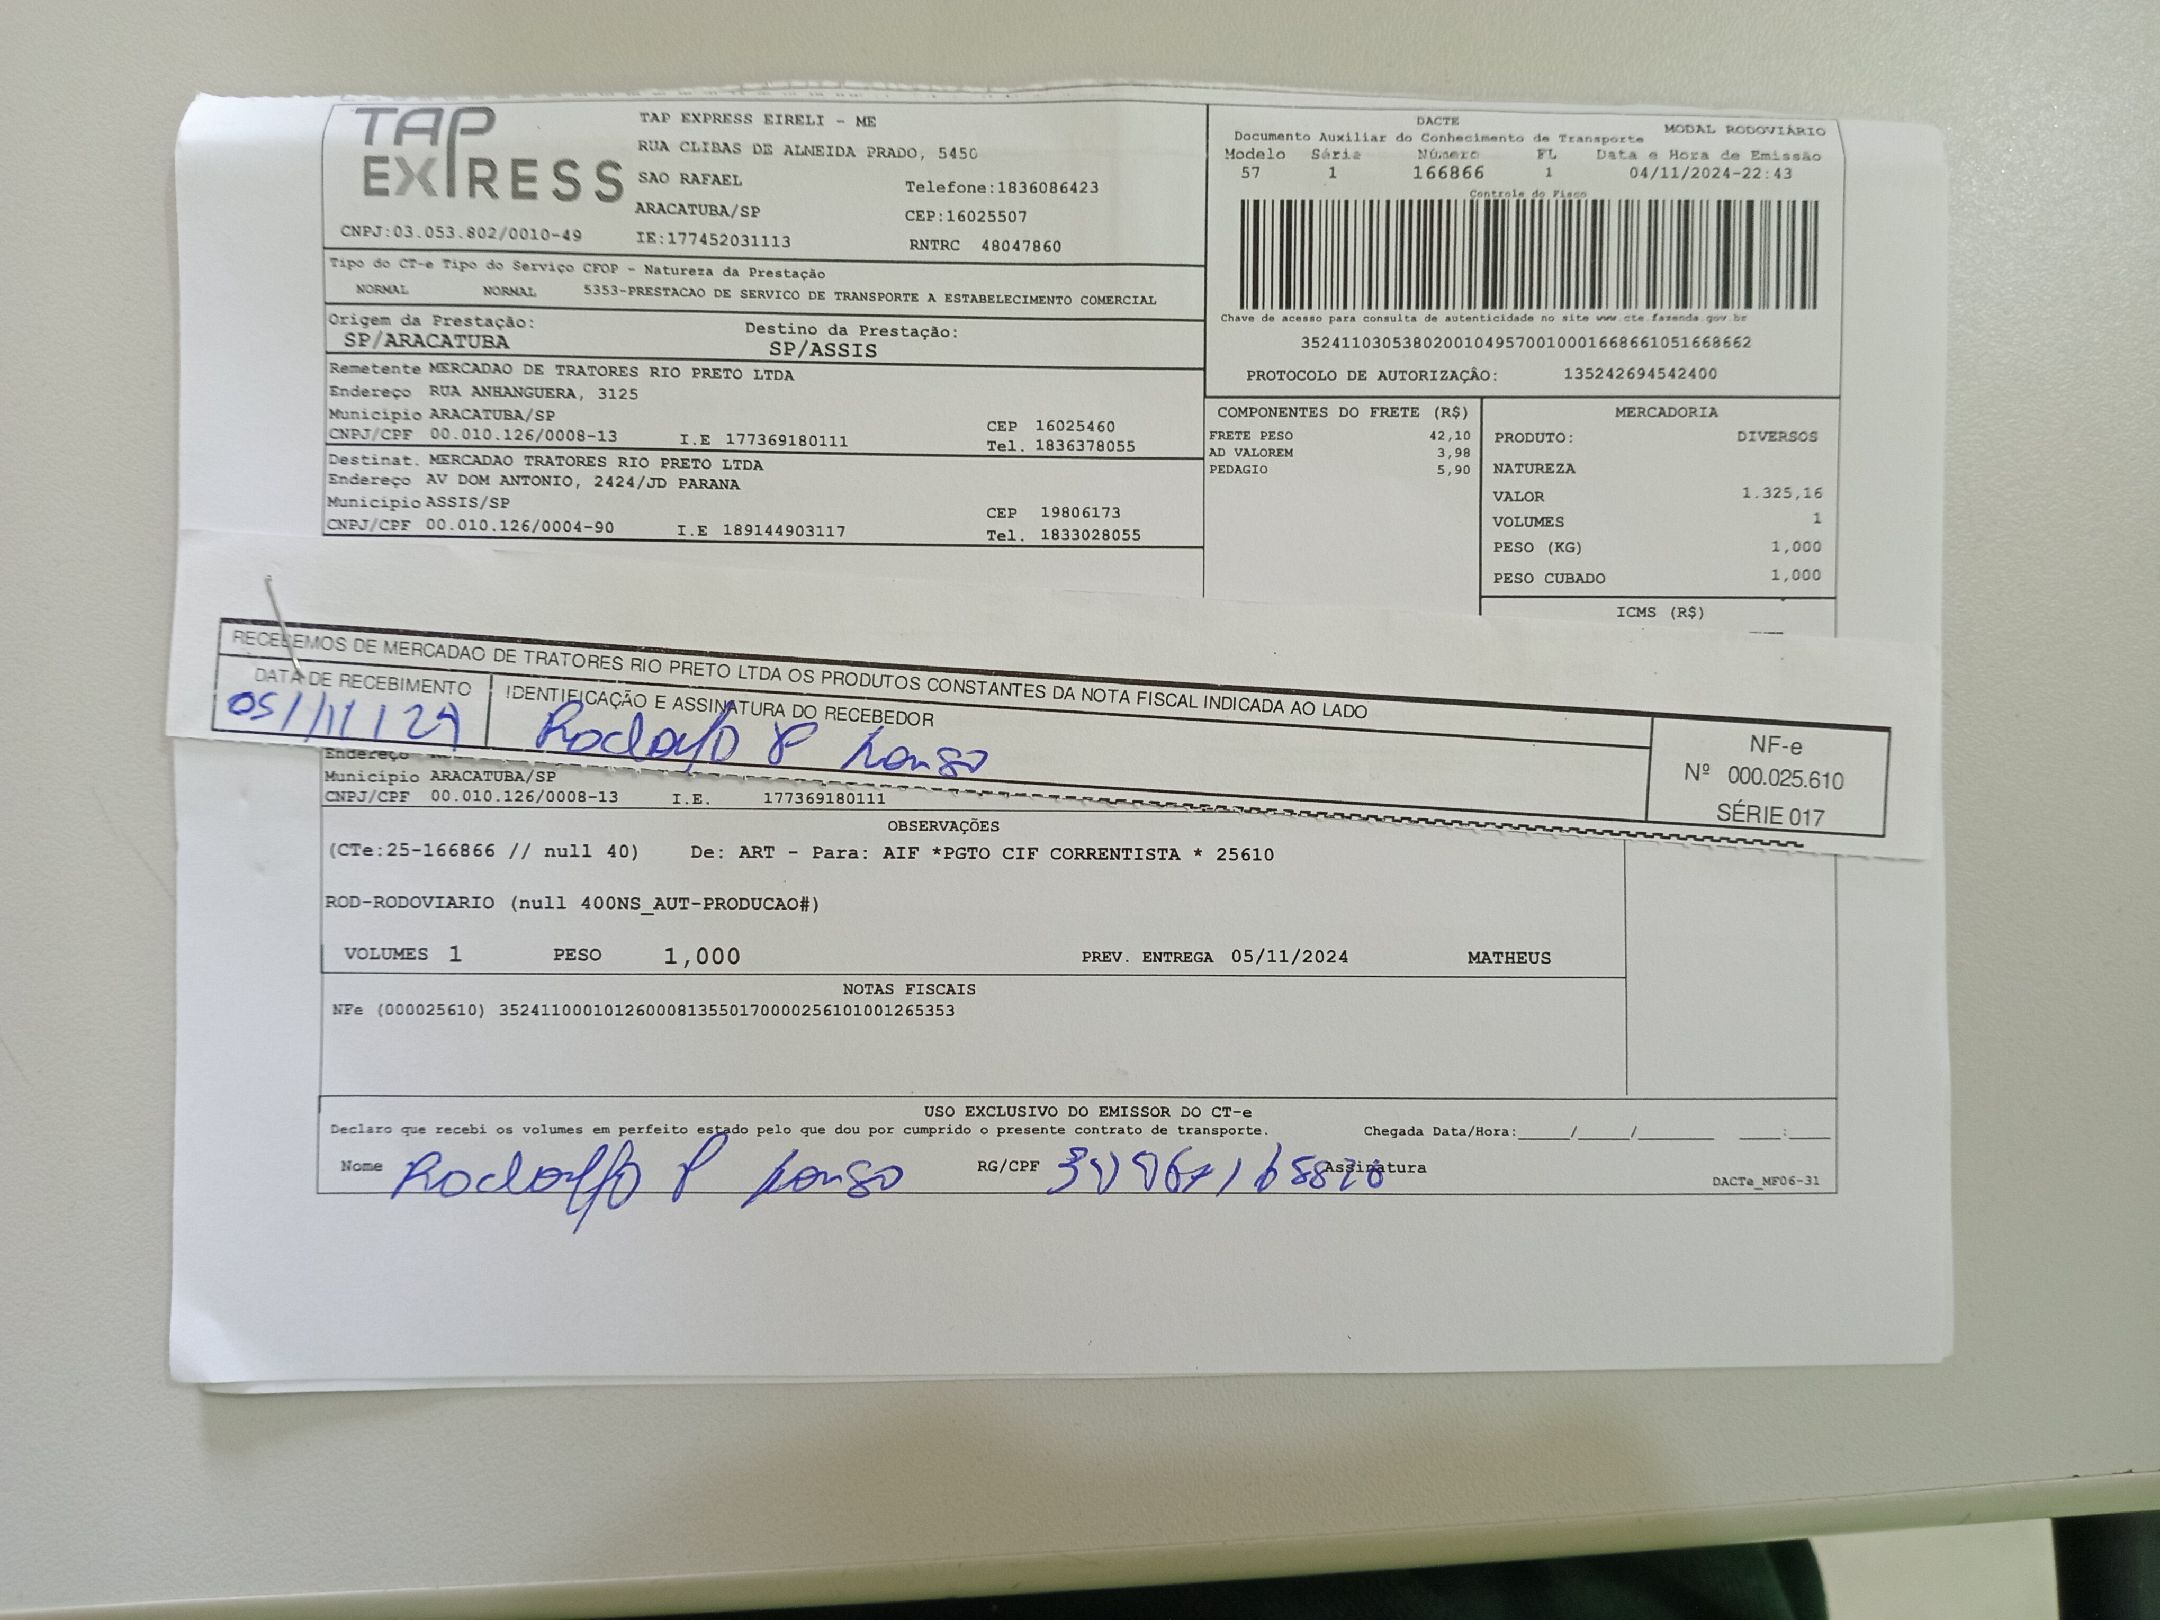 TAP EXPRESS
TAP EXPRESS EIRELI - ME
RUA CLIBAS DE ALMEIDA PRADO, 5450
SAO RAFAEL Telefone:1836086423
ARACATUBA/SP CEP:16025507
CNPJ:03.053.802/0010-49 IE:177452031113 RNTRC 48047860
Tipo do CT-e Tipo do Serviço CFOP - Natureza da Prestação
NORMAL NORMAL 5353-PRESTACAO DE SERVICO DE TRANSPORTE A ESTABELECIMENTO COMERCIAL
Origem da Prestação: Destino da Prestação:
SP/ARACATUBA SP/ASSIS
Remetente MERCADAO DE TRATORES RIO PRETO LTDA
Endereço RUA ANHANGUERA, 3125
Município ARACATUBA/SP CEP 16025460
CNPJ/CPF 00.010.126/0008-13 I.E 177369180111 Tel. 1836378055
Destinat. MERCADAO TRATORES RIO PRETO LTDA
Endereço AV DOM ANTONIO, 2424/JD PARANA
Município ASSIS/SP CEP 19806173
CNPJ/CPF 00.010.126/0004-90 I.E 189144903117 Tel. 1833028055
DACTE MODAL RODOVIÁRIO
Documento Auxiliar do Conhecimento de Transporte
Modelo Série Número FL Data e Hora de Emissão
57 1 166866 1 04/11/2024-22:43
Controle do Fisco
Chave de acesso para consulta de autenticidade no site www.cte.fazenda.gov.br
35241103053802001049570010001668661051668662
PROTOCOLO DE AUTORIZAÇÃO: 135242694542400
COMPONENTES DO FRETE (R$)
FRETE PESO 42,10
AD VALOREM 3,98
PEDAGIO 5,90
MERCADORIA
PRODUTO: DIVERSOS
NATUREZA
VALOR 1.325,16
VOLUMES 1
PESO (KG) 1,000
PESO CUBADO 1,000
ICMS (R$)
RECEBEMOS DE MERCADAO DE TRATORES RIO PRETO LTDA OS PRODUTOS CONSTANTES DA NOTA FISCAL INDICADA AO LADO
DATA DE RECEBIMENTO IDENTIFICAÇÃO E ASSINATURA DO RECEBEDOR
05/11/24 Rodolfo P
NF-e
Nº 000.025.610
SÉRIE 017
Endereço
Município ARACATUBA/SP
CNPJ/CPF 00.010.126/0008-13 I.E. 177369180111
OBSERVAÇÕES
(CTe:25-166866 // null 40) De: ART - Para: AIF *PGTO CIF CORRENTISTA * 25610
ROD-RODOVIARIO (null 400NS_AUT-PRODUCAO#)
VOLUMES 1 PESO 1,000 PREV. ENTREGA 05/11/2024 MATHEUS
NOTAS FISCAIS
NFe (000025610) 35241100010126000813550170000256101001265353
USO EXCLUSIVO DO EMISSOR DO CT-e
Declaro que recebi os volumes em perfeito estado pelo que dou por cumprido o presente contrato de transporte. Chegada Data/Hora:_____/_____/________ ____:____
Nome Rodolfo P RG/CPF Assinatura
DACTe_MF06-31